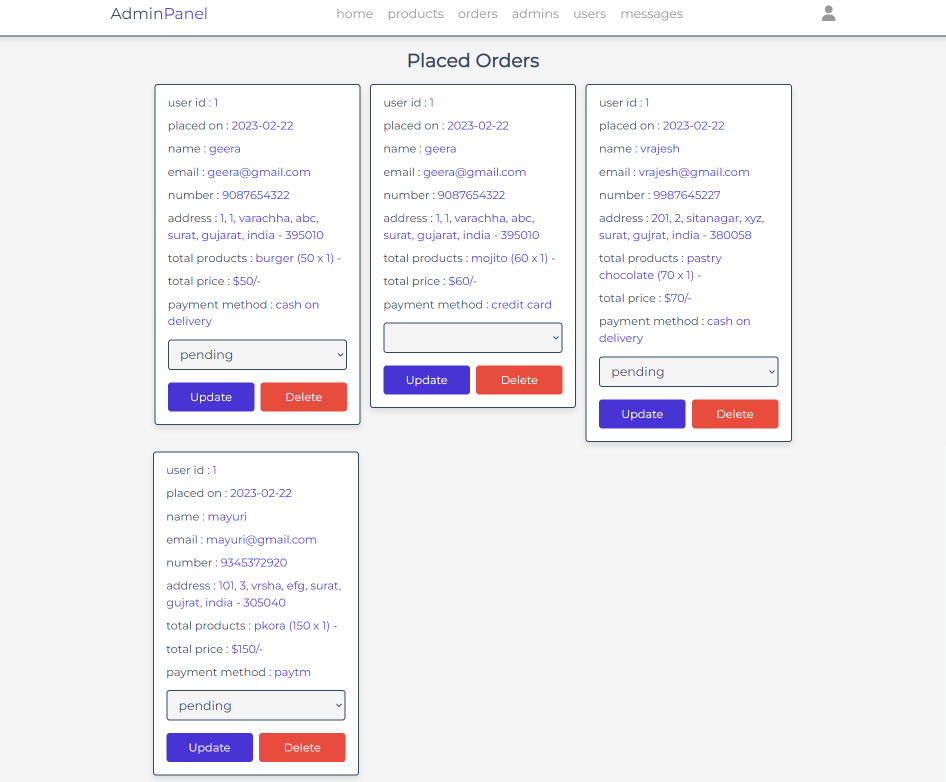 AdminPanel
home products orders admins users messages
Placed Orders
user id : 1
placed on : 2023-02-22
name : geera
email : geera@gmail.com
number : 9087654322
address : 1, 1, varachha, abc,
surat, gujarat, india - 395010
total products : burger (50 x 1) -
total price : $50/-
payment method : cash on
delivery
pending
Update Delete
user id : 1
placed on : 2023-02-22
name : geera
email : geera@gmail.com
number : 9087654322
address : 1, 1, varachha, abc,
surat, gujarat, india - 395010
total products : mojito (60 x 1) -
total price : $60/-
payment method : credit card
Update Delete
user id : 1
placed on : 2023-02-22
name : vrajesh
email : vrajesh@gmail.com
number : 9987645227
address : 201, 2, sitanagar, xyz,
surat, gujrat, india - 380058
total products : pastry
chocolate (70 x 1) -
total price : $70/-
payment method : cash on
delivery
pending
Update Delete
user id : 1
placed on : 2023-02-22
name : mayuri
email : mayuri@gmail.com
number : 9345372920
address : 101, 3, vrsha, efg, surat,
gujrat, india - 305040
total products : pkora (150 x 1) -
total price : $150/-
payment method : paytm
pending
Update Delete